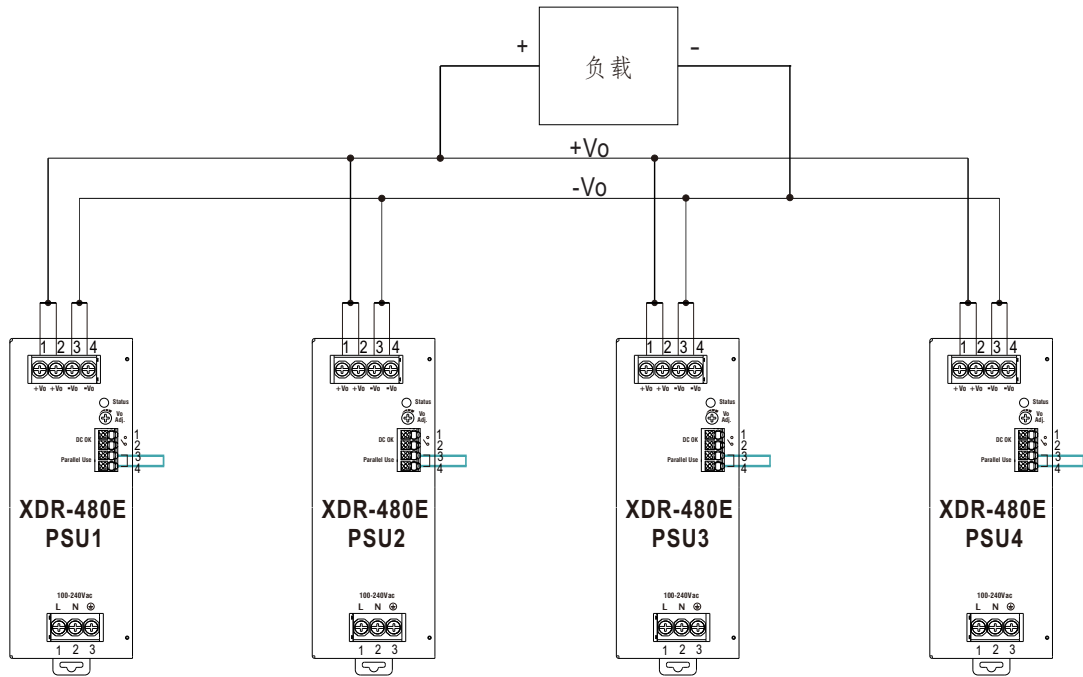 + 负载 -
+Vo
-Vo
1 2 3 4
+Vo +Vo -Vo -Vo
Status
Vo
Adj.
DC OK
1
2
Parallel Use
3
4
XDR-480E
PSU1
100-240Vac
L N
1 2 3
1 2 3 4
+Vo +Vo -Vo -Vo
Status
Vo
Adj.
DC OK
1
2
Parallel Use
3
4
XDR-480E
PSU2
100-240Vac
L N
1 2 3
1 2 3 4
+Vo +Vo -Vo -Vo
Status
Vo
Adj.
DC OK
1
2
Parallel Use
3
4
XDR-480E
PSU3
100-240Vac
L N
1 2 3
1 2 3 4
+Vo +Vo -Vo -Vo
Status
Vo
Adj.
DC OK
1
2
Parallel Use
3
4
XDR-480E
PSU4
100-240Vac
L N
1 2 3